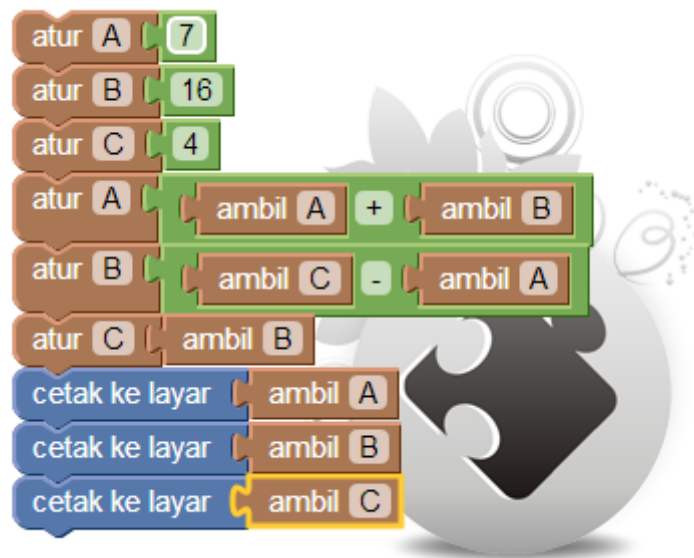 atur A 7
atur B 16
atur C 4
atur A ambil A + ambil B
atur B ambil C - ambil A
atur C ambil B
cetak ke layar ambil A
cetak ke layar ambil B
cetak ke layar ambil C